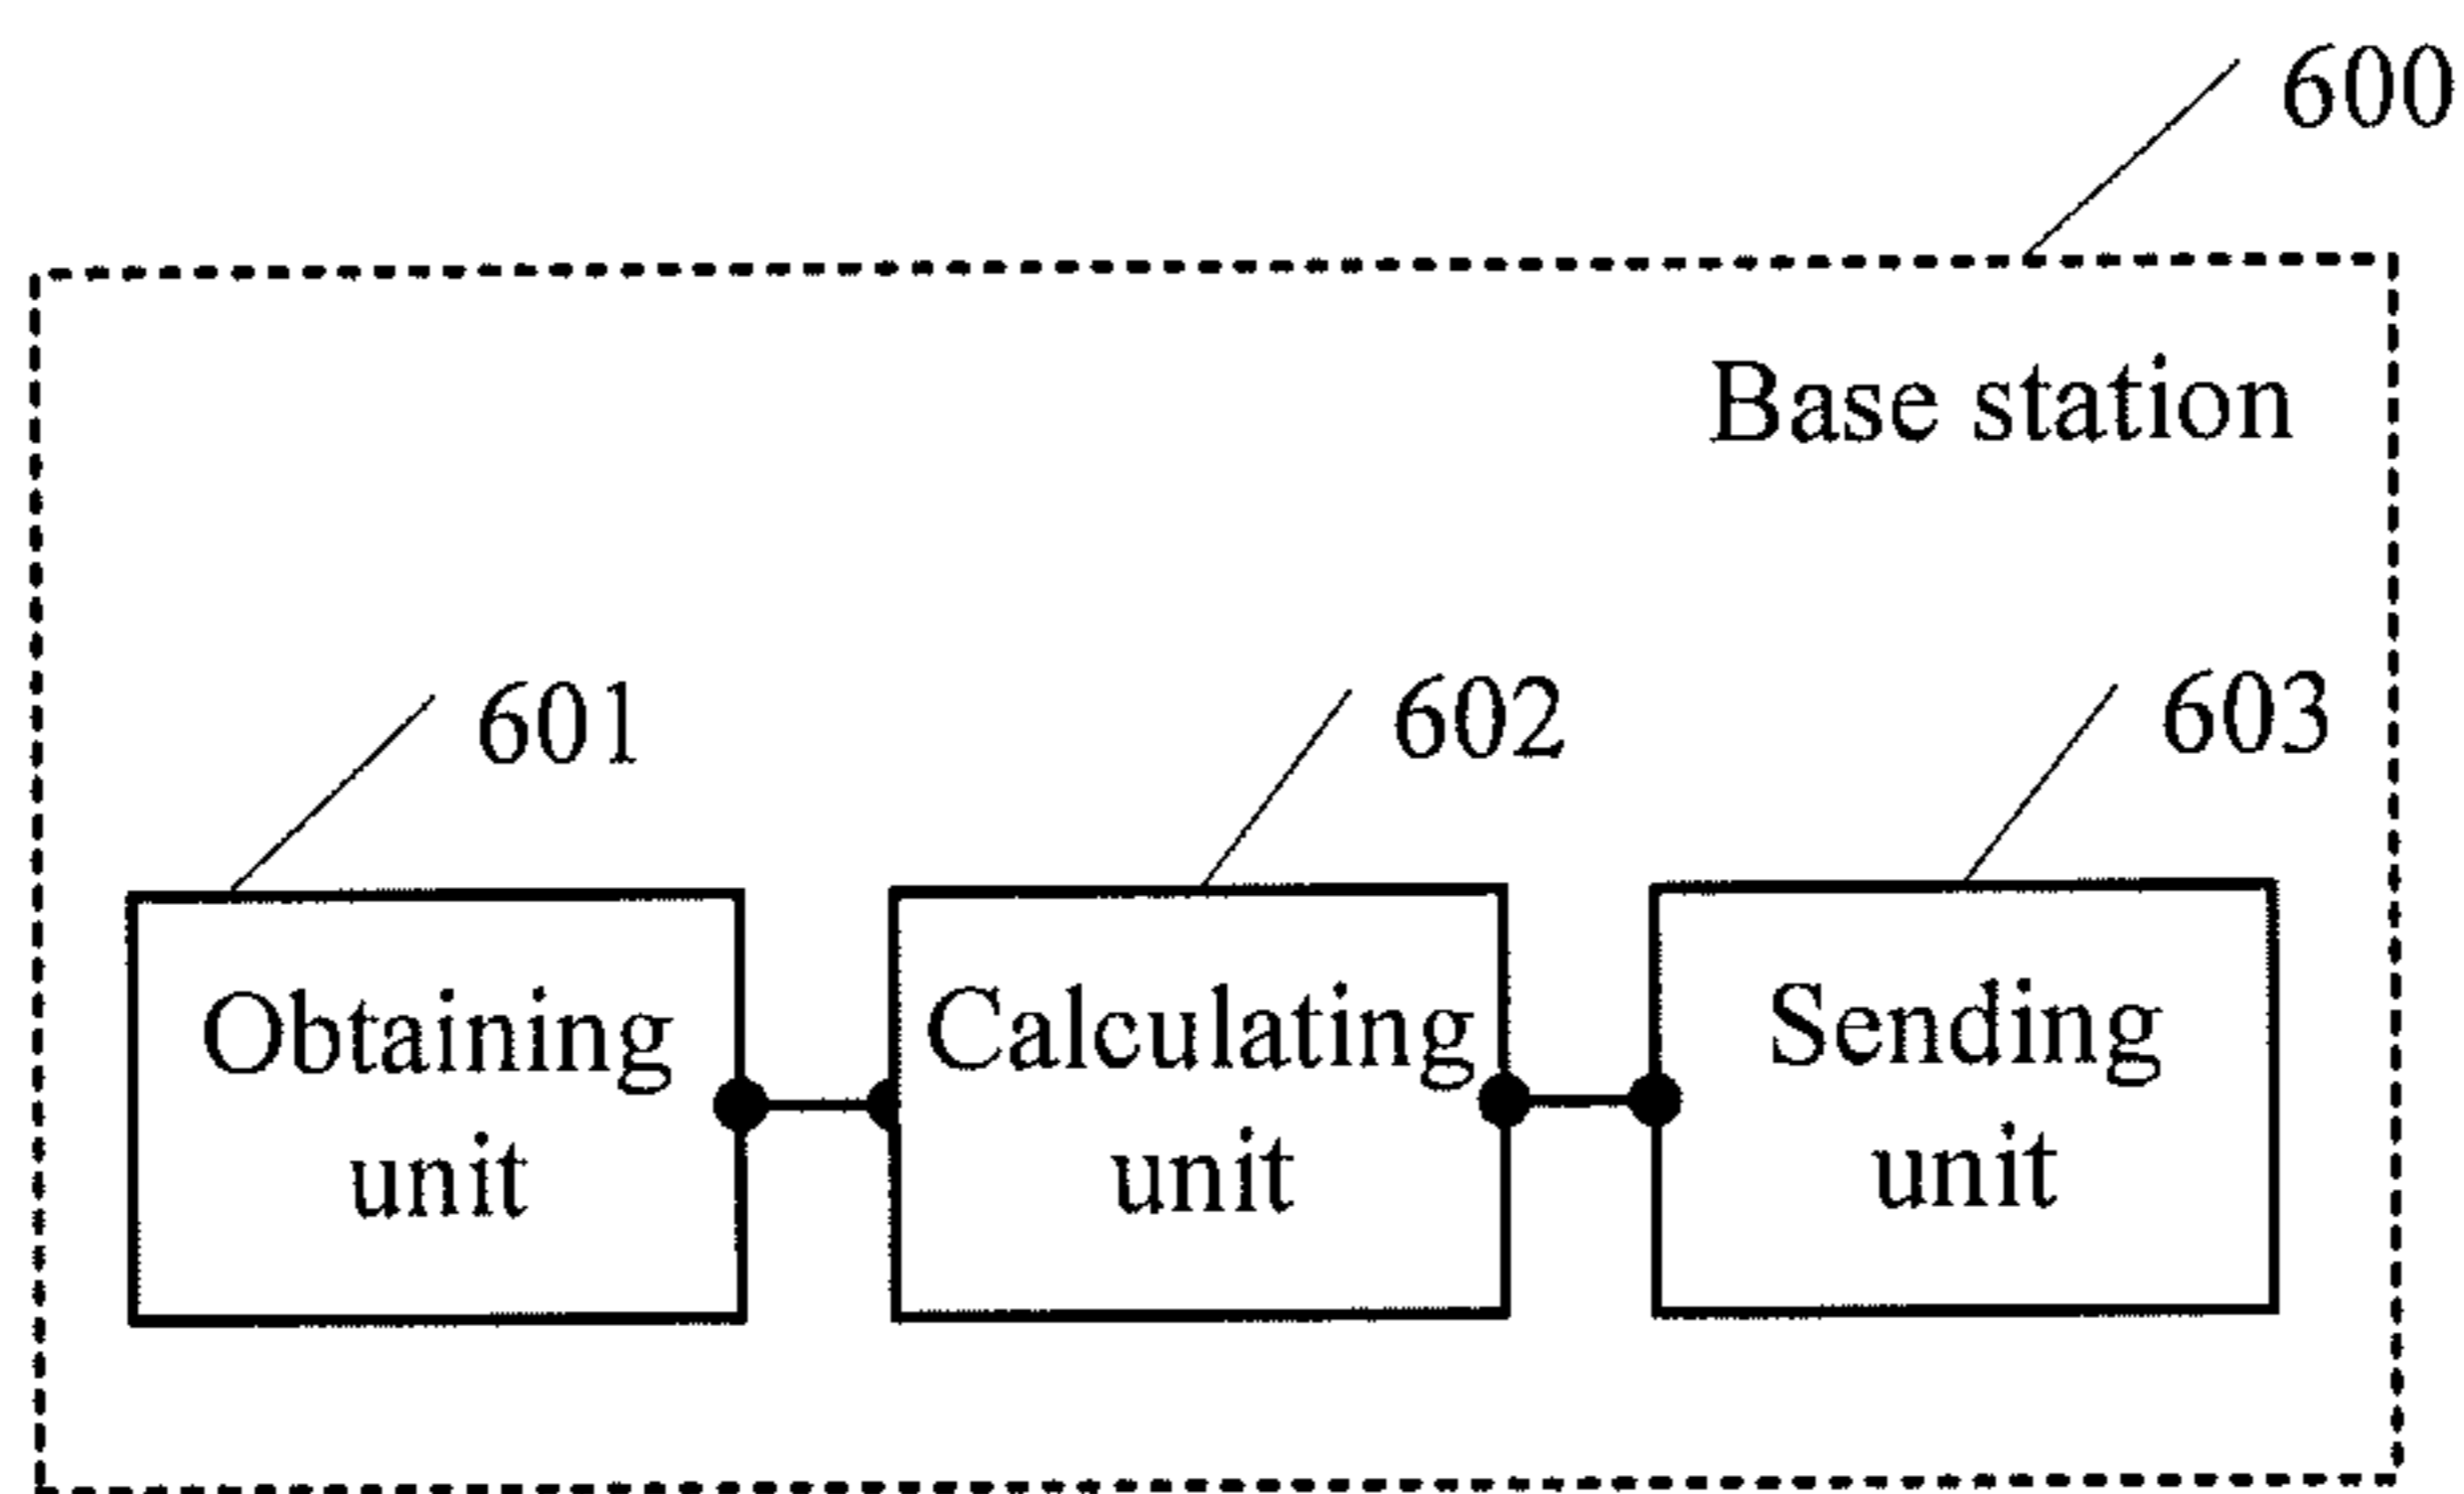 600
Base station
601
602
603
Obtaining
unit
Calculating
unit
Sending
unit